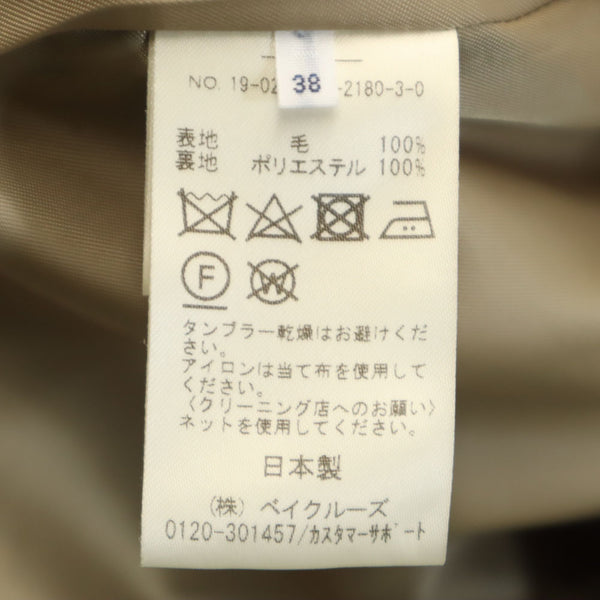 38
NO. 19-02 -2180-3-0
表地 毛 100%
裏地 ポリエステル 100%
F
W
タンブラー乾燥はお避けくだ
さい。
アイロンは当て布を使用して
ください。
〈クリーニング店へのお願い〉
ネットを使用してください。
日本製
(株) ベイクルーズ
0120-301457/カスタマーサポート